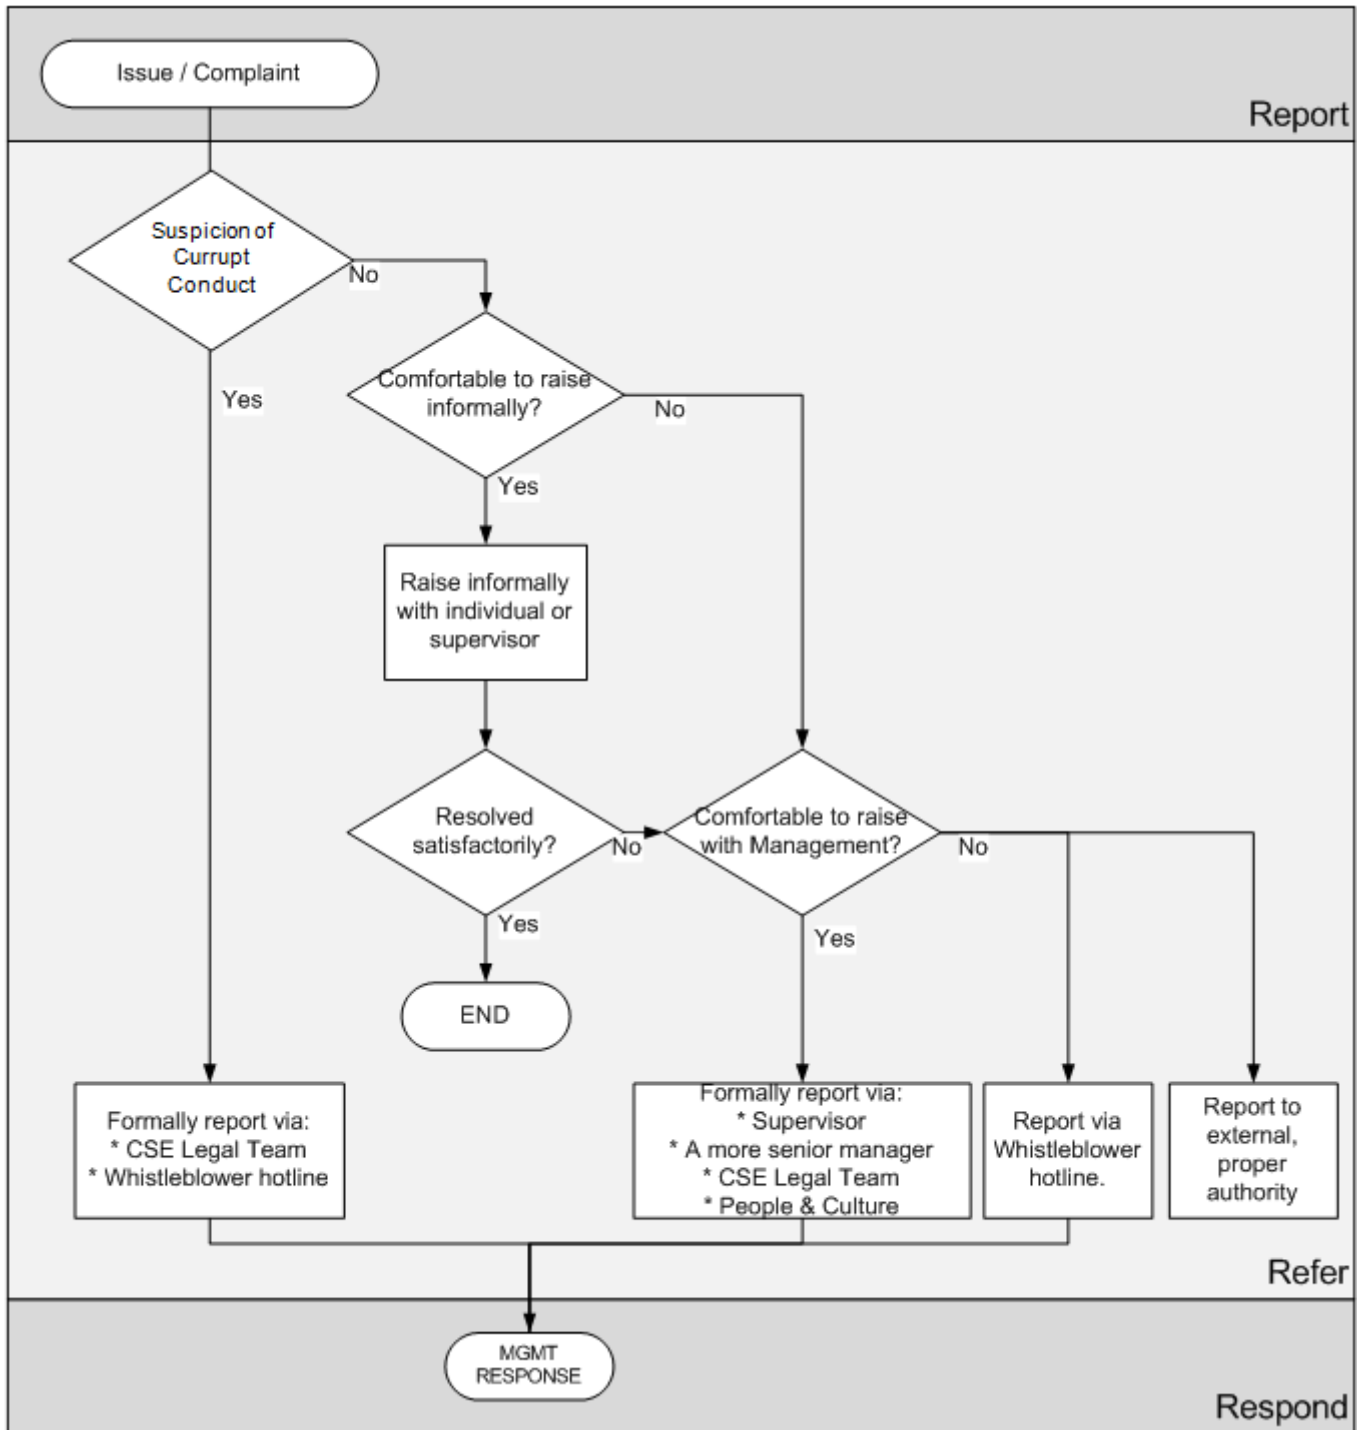 Issue / Complaint
Report
Suspicion of
Currupt
Conduct
No
Yes
Comfortable to raise
informally?
No
Yes
Raise informally
with individual or
supervisor
Resolved
satisfactorily?
No
Yes
END
Comfortable to raise
with Management?
No
Yes
Formally report via:
* CSE Legal Team
* Whistleblower hotline
Formally report via:
* Supervisor
* A more senior manager
* CSE Legal Team
* People & Culture
Report via
Whistleblower
hotline.
Report to
external,
proper
authority
Refer
MGMT
RESPONSE
Respond